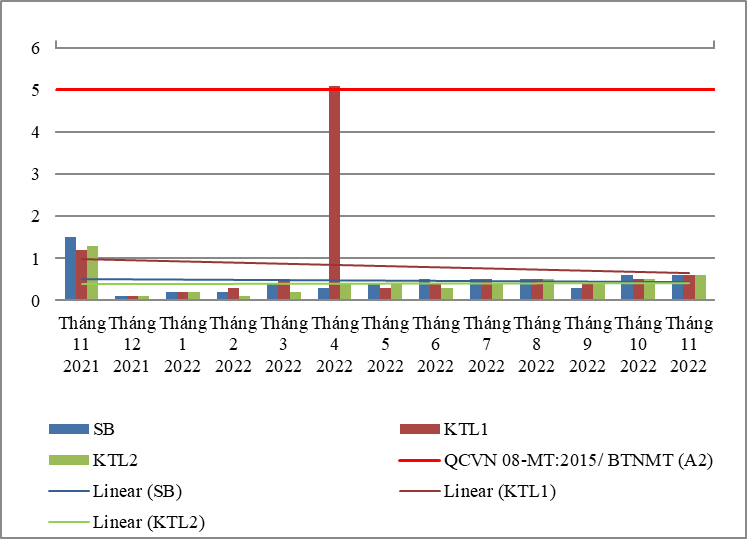 6
5
4
3
2
1
0
Tháng Tháng Tháng Tháng Tháng Tháng Tháng Tháng Tháng Tháng Tháng Tháng Tháng
11 12 1 2 3 4 5 6 7 8 9 10 11
2021 2021 2022 2022 2022 2022 2022 2022 2022 2022 2022 2022 2022
SB KTL1
KTL2 QCVN 08-MT:2015/ BTNMT (A2)
Linear (SB) Linear (KTL1)
Linear (KTL2)